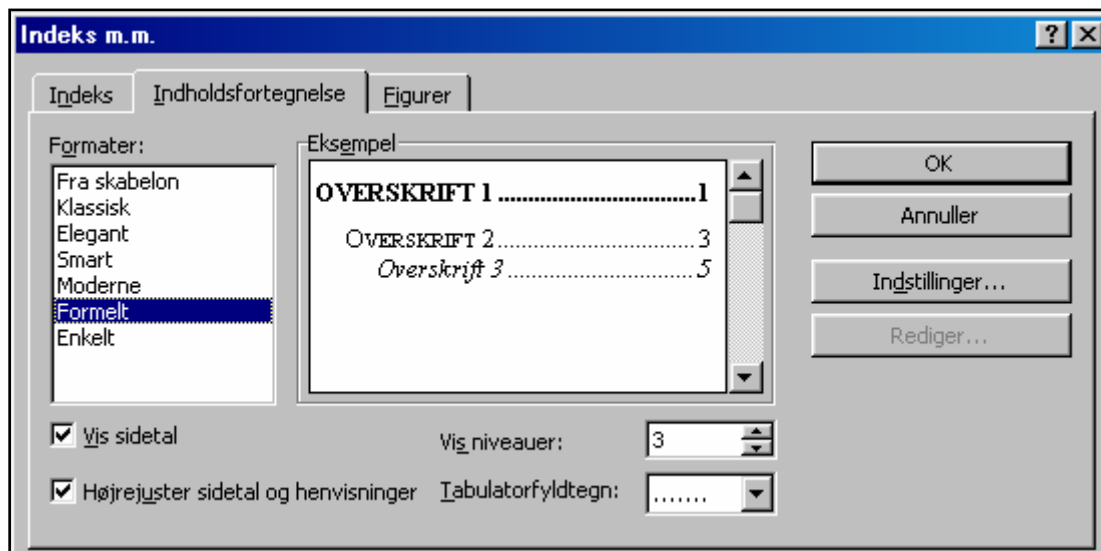 Indeks m.m.
Indeks Indholdsfortegnelse Figurer
Formater:
Fra skabelon
Klassisk
Elegant
Smart
Moderne
Formelt
Enkelt
Eksempel
OVERSKRIFT 1 ................................... 1
OVERSKRIFT 2 ................................... 3
Overskrift 3 ................................... 5
OK
Annuller
Indstillinger...
Rediger...
Vis sidetal
Højrejuster sidetal og henvisninger
Vis niveauer: 3
Tabulatorfyldtegn: .......